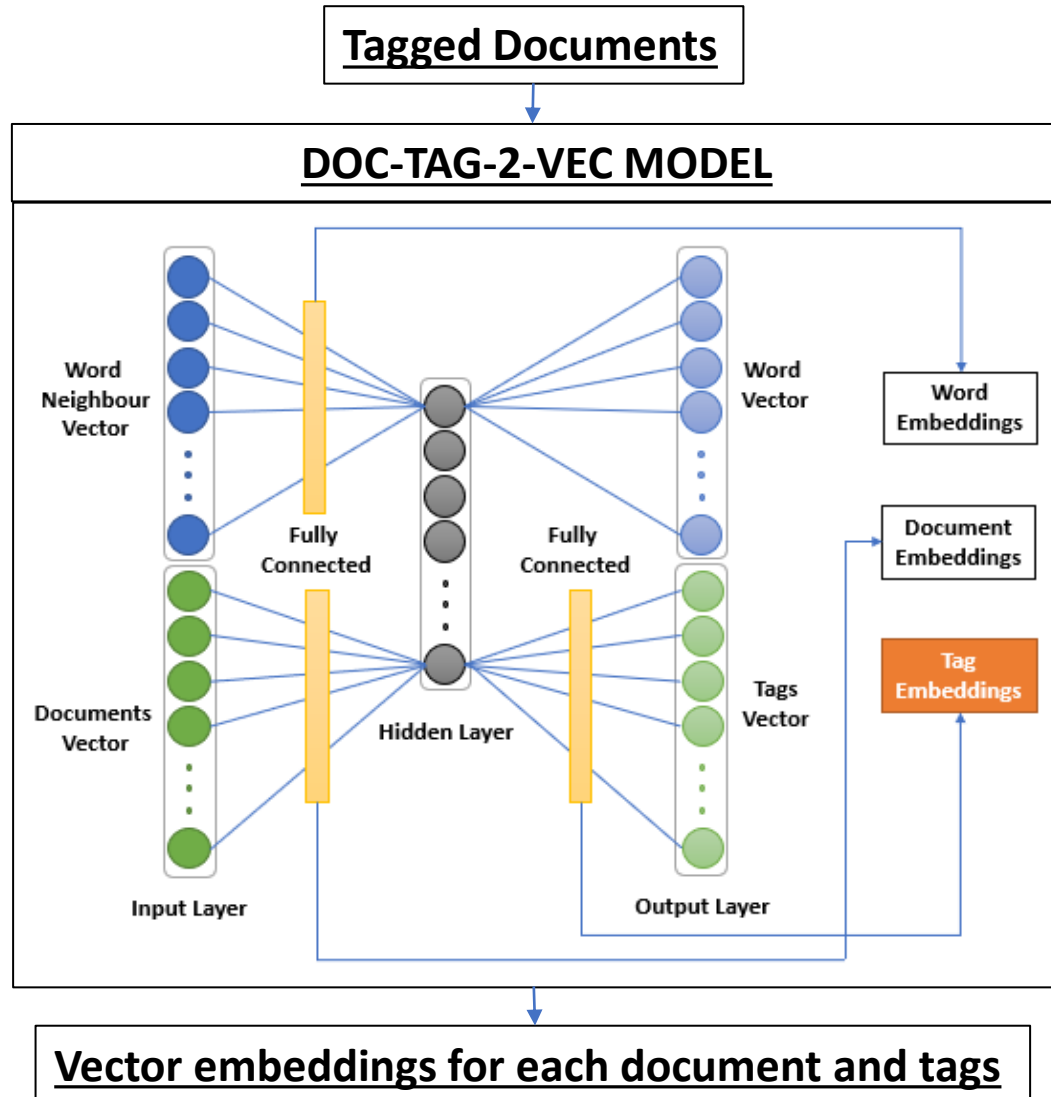 Tagged Documents
DOC-TAG-2-VEC MODEL
Word
Neighbour
Vector
Fully
Connected
Documents
Vector
Input Layer
Hidden Layer
Fully
Connected
Word
Vector
Tags
Vector
Output Layer
Word
Embeddings
Document
Embeddings
Tag
Embeddings
Vector embeddings for each document and tags